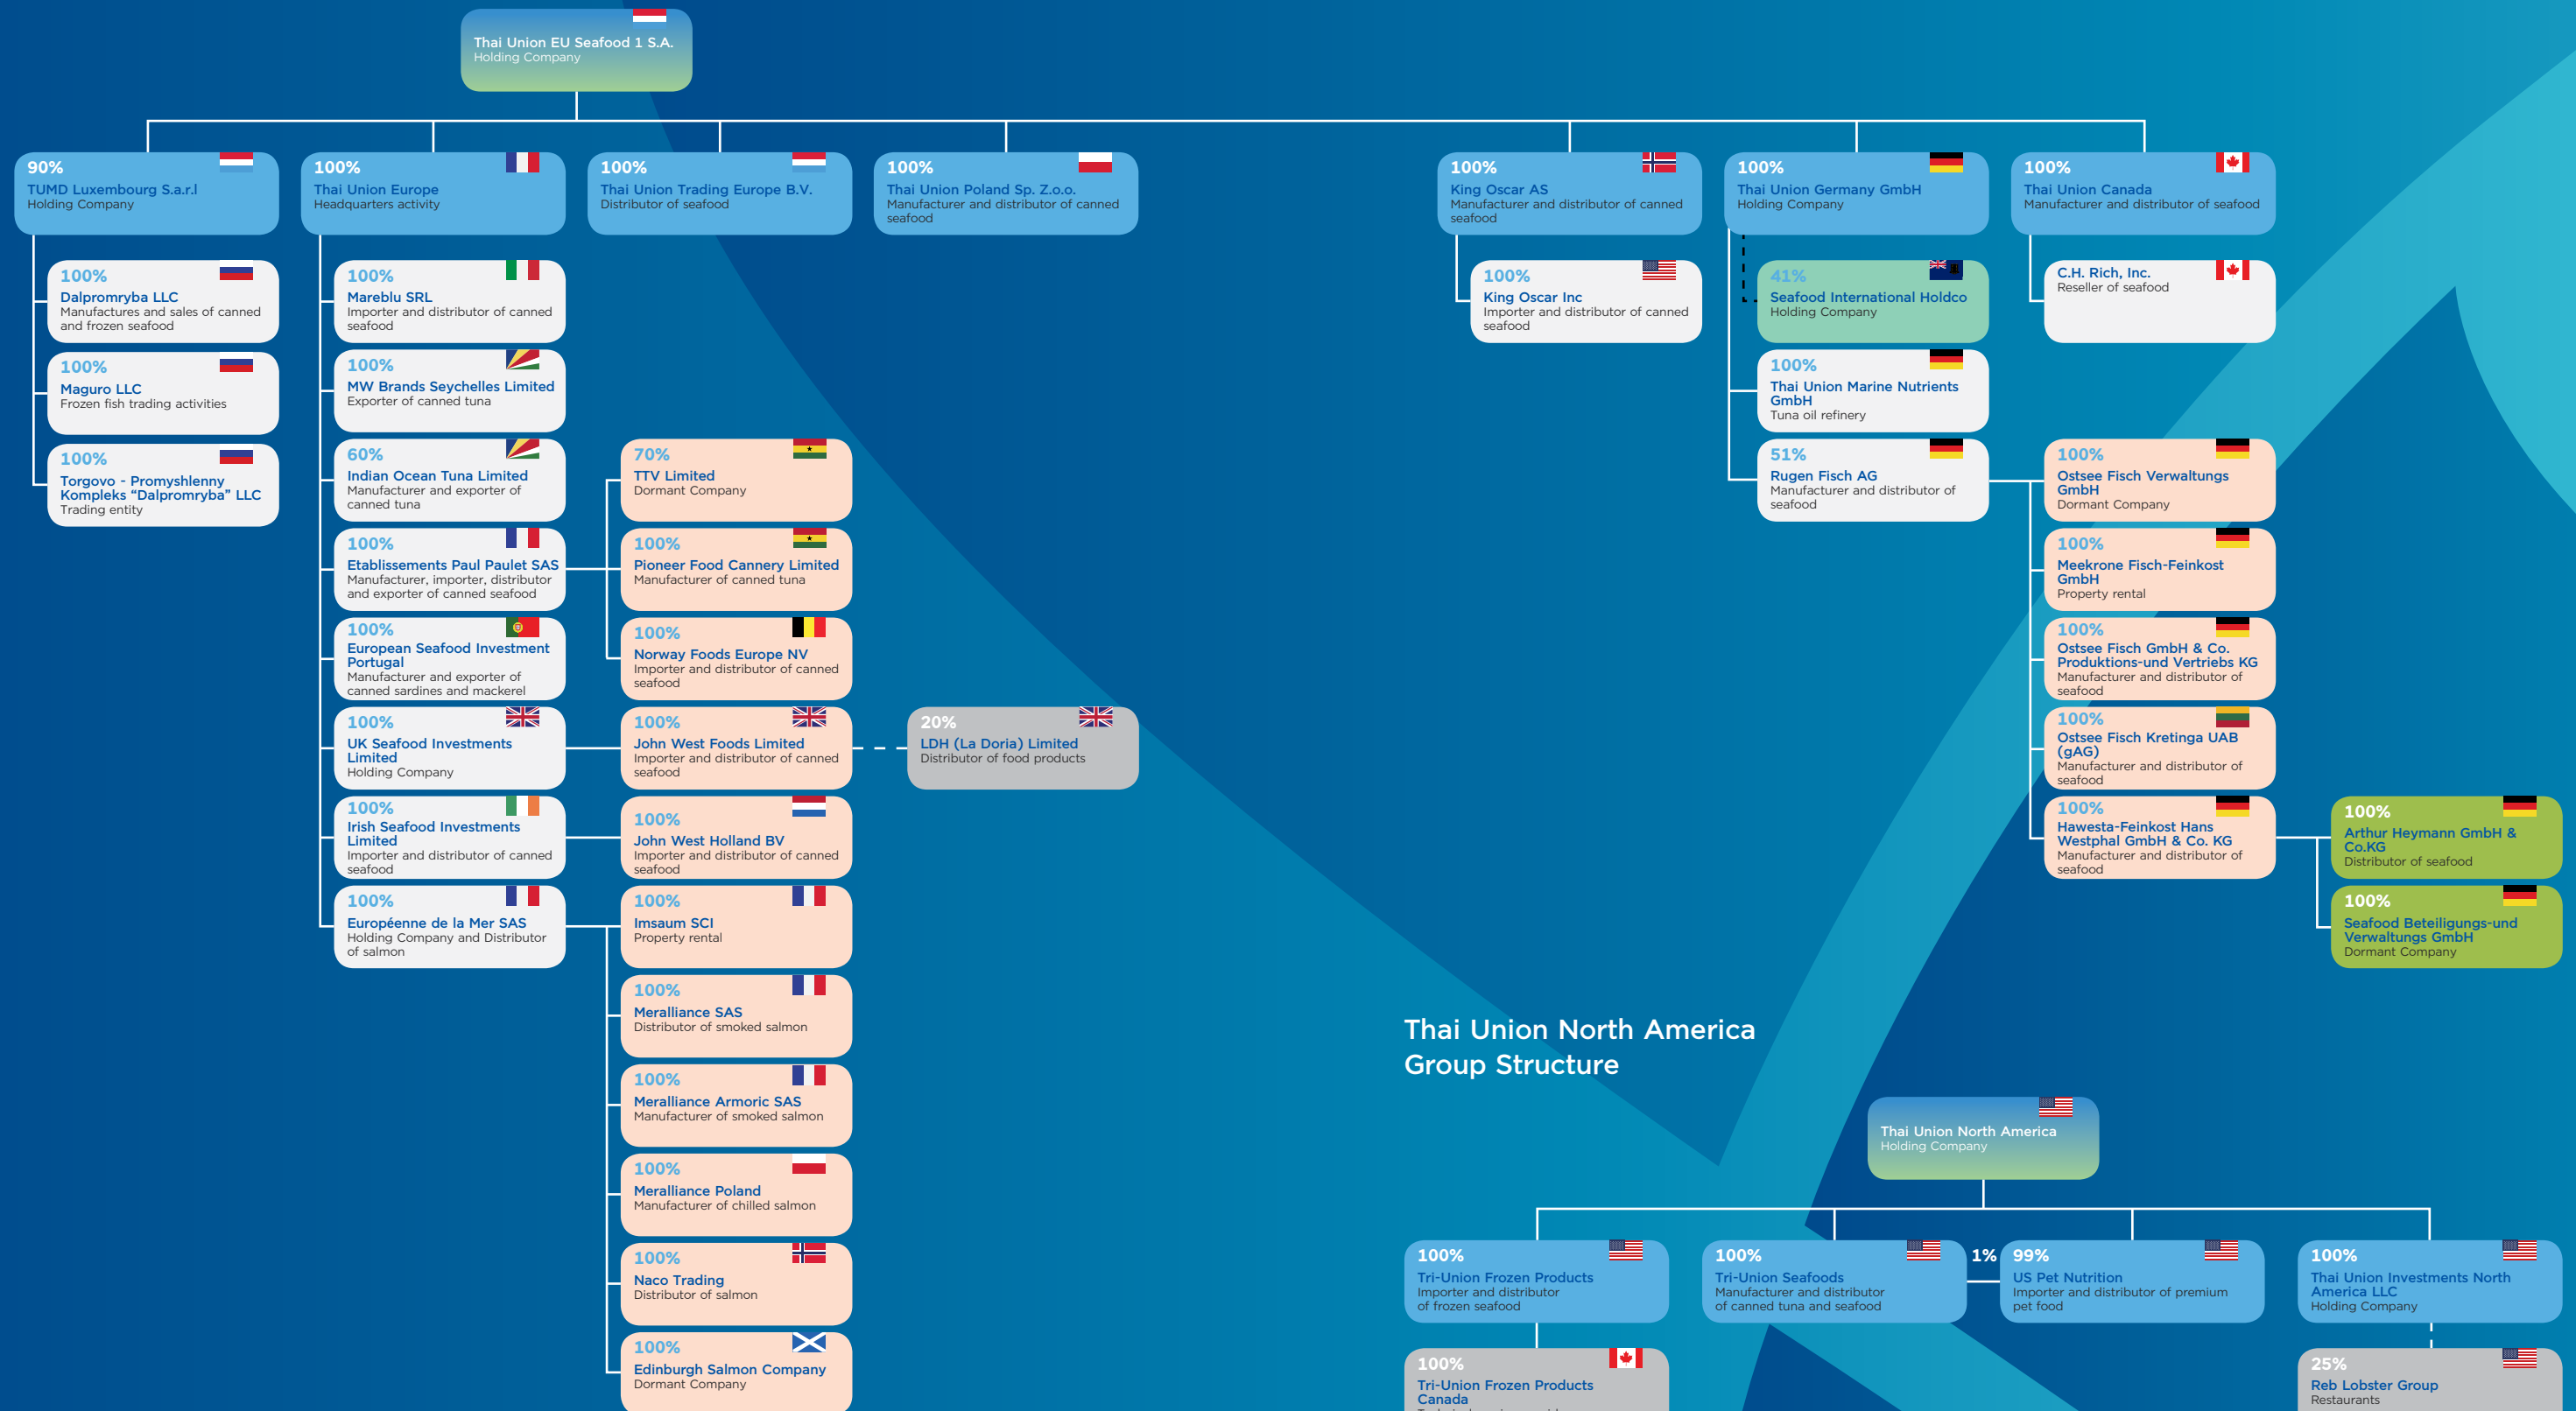 Thai Union EU Seafood 1 S.A.
Holding Company
90%
TUMD Luxembourg S.a.r.l
Holding Company
100%
Dalpromryba LLC
Manufactures and sales of canned
and frozen seafood
100%
Maguro LLC
Frozen fish trading activities
100%
Torgovo - Promyshlenny
Kompleks “Dalpromryba” LLC
Trading entity
100%
Thai Union Europe
Headquarters activity
100%
Mareblu SRL
Importer and distributor of canned
seafood
100%
MW Brands Seychelles Limited
Exporter of canned tuna
60%
Indian Ocean Tuna Limited
Manufacturer and exporter of
canned tuna
100%
Etablissements Paul Paulet SAS
Manufacturer, importer, distributor
and exporter of canned seafood
70%
TTV Limited
Dormant Company
100%
Pioneer Food Cannery Limited
Manufacturer of canned tuna
100%
Norway Foods Europe NV
Importer and distributor of canned
seafood
100%
European Seafood Investment
Portugal
Manufacturer and exporter of
canned sardines and mackerel
100%
UK Seafood Investments
Limited
Holding Company
100%
John West Foods Limited
Importer and distributor of canned
seafood
20%
LDH (La Doria) Limited
Distributor of food products
100%
Irish Seafood Investments
Limited
Importer and distributor of canned
seafood
100%
John West Holland BV
Importer and distributor of canned
seafood
100%
Européenne de la Mer SAS
Holding Company and Distributor
of salmon
100%
Imsaum SCI
Property rental
100%
Meralliance SAS
Distributor of smoked salmon
100%
Meralliance Armoric SAS
Manufacturer of smoked salmon
100%
Meralliance Poland
Manufacturer of chilled salmon
100%
Naco Trading
Distributor of salmon
100%
Edinburgh Salmon Company
Dormant Company
100%
Thai Union Trading Europe B.V.
Distributor of seafood
100%
Thai Union Poland Sp. Z.o.o.
Manufacturer and distributor of canned
seafood
100%
King Oscar AS
Manufacturer and distributor of canned
seafood
100%
King Oscar Inc
Importer and distributor of canned
seafood
100%
Thai Union Germany GmbH
Holding Company
41%
Seafood International Holdco
Holding Company
100%
Thai Union Marine Nutrients
GmbH
Tuna oil refinery
51%
Rugen Fisch AG
Manufacturer and distributor of
seafood
100%
Thai Union Canada
Manufacturer and distributor of seafood
C.H. Rich, Inc.
Reseller of seafood
100%
Ostsee Fisch Verwaltungs
GmbH
Dormant Company
100%
Meekrone Fisch-Feinkost
GmbH
Property rental
100%
Ostsee Fisch GmbH & Co.
Produktions-und Vertriebs KG
Manufacturer and distributor of
seafood
100%
Ostsee Fisch Kretinga UAB
(gAG)
Manufacturer and distributor of
seafood
100%
Hawesta-Feinkost Hans
Westphal GmbH & Co. KG
Manufacturer and distributor of
seafood
100%
Arthur Heymann GmbH &
Co.KG
Distributor of seafood
100%
Seafood Beteiligungs-und
Verwaltungs GmbH
Dormant Company
Thai Union North America
Group Structure
Thai Union North America
Holding Company
100%
Tri-Union Frozen Products
Importer and distributor
of frozen seafood
100%
Tri-Union Seafoods
Manufacturer and distributor
of canned tuna and seafood
1%
99%
US Pet Nutrition
Importer and distributor of premium
pet food
100%
Thai Union Investments North
America LLC
Holding Company
100%
Tri-Union Frozen Products
Canada
25%
Reb Lobster Group
Restaurants